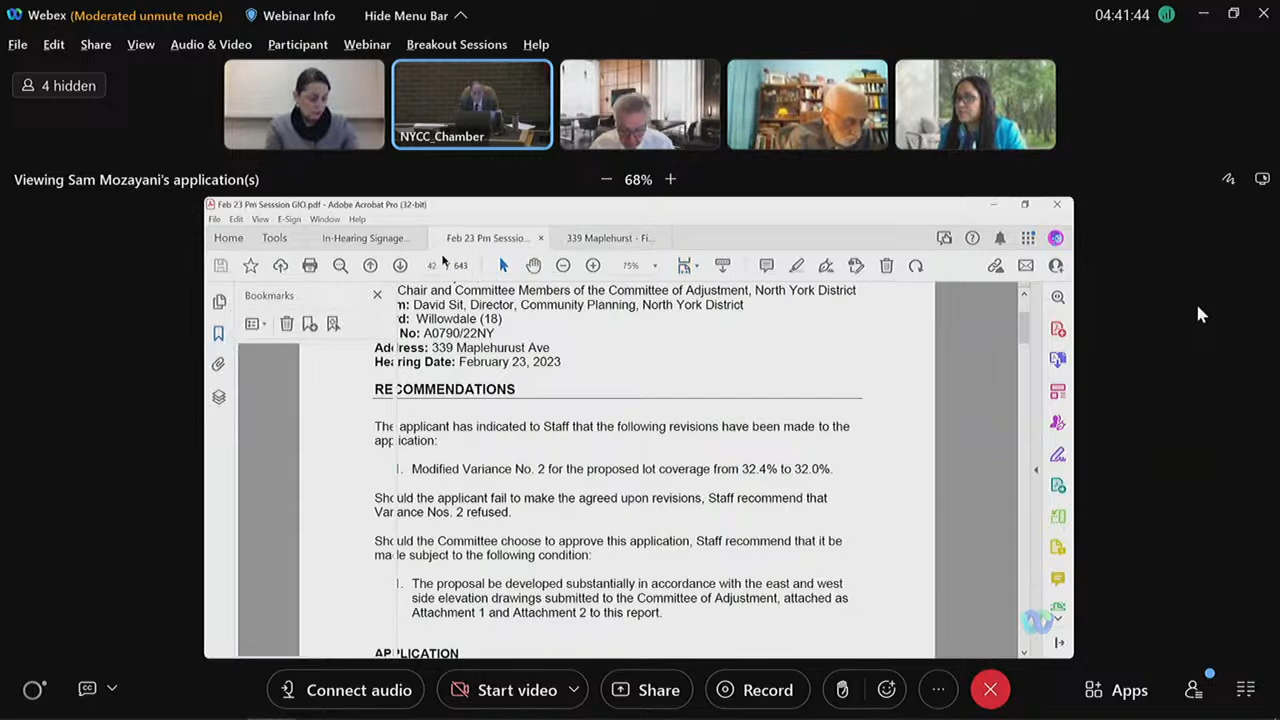 Webex (Moderated unmute mode) Webinar Info Hide Menu Bar 04:41:44
File Edit Share View Audio & Video Participant Webinar Breakout Sessions Help
4 hidden
NYCC_Chamber
Viewing Sam Mozayani's application(s) 68%
Feb 23 Pm Sesssion GIO.pdf - Adobe Acrobat Pro (32-bit)
File Edit View E-Sign Window Help
Home Tools In-Hearing Signage... Feb 23 Pm Sesssio... 339 Maplehurst - Fi...
42 / 643 75%
Bookmarks
Chair and Committee Members of the Committee of Adjustment, North York District
m: David Sit, Director, Community Planning, North York District
rd: Willowdale (18)
No: A0790/22NY
Address: 339 Maplehurust Ave
Hearing Date: February 23, 2023
RECOMMENDATIONS
The applicant has indicated to Staff that the following revisions have been made to the
application:
1. Modified Variance No. 2 for the proposed lot coverage from 32.4% to 32.0%.
Should the applicant fail to make the agreed upon revisions, Staff recommend that
Variance Nos. 2 refused.
Should the Committee choose to approve this application, Staff recommend that it be
made subject to the following condition:
1. The proposal be developed substantially in accordance with the east and west
side elevation drawings submitted to the Committee of Adjustment, attached as
Attachment 1 and Attachment 2 to this report.
APPLICATION
Connect audio Start video Share Record Apps